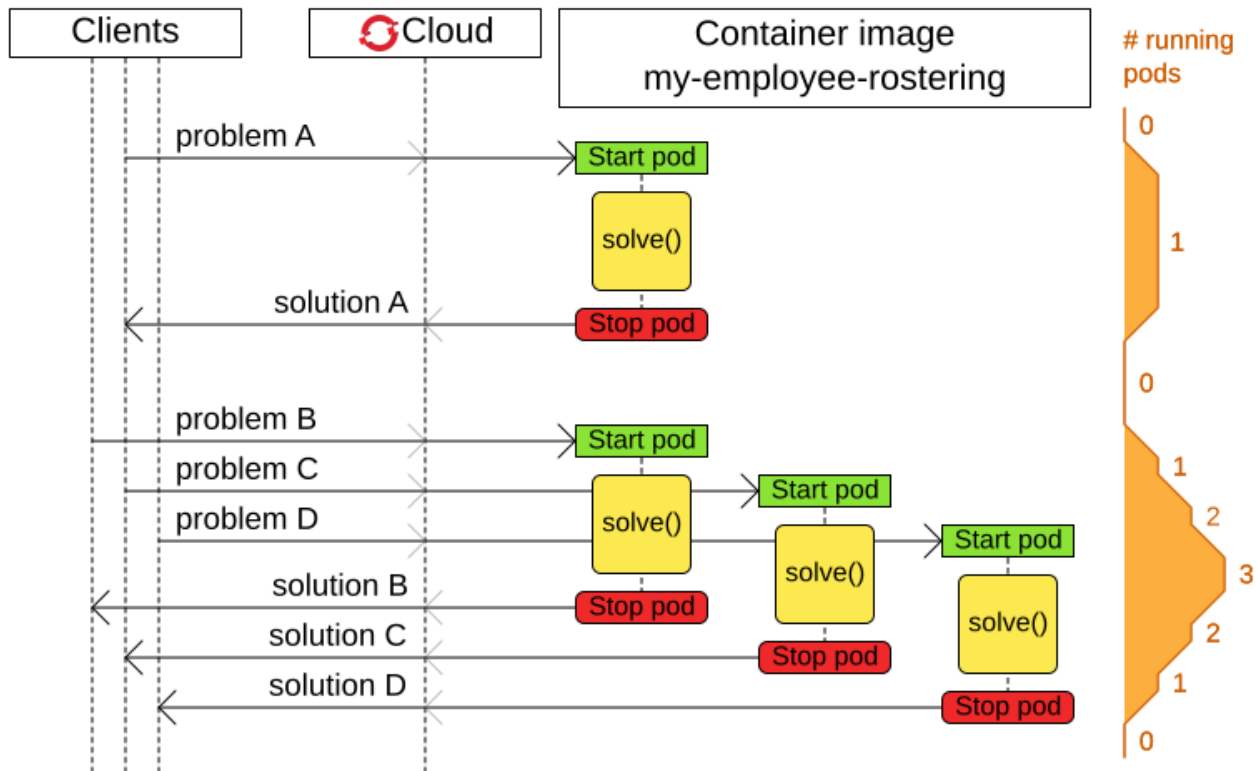 Clients
Cloud
Container image
my-employee-rostering
# running
pods
0
problem A
Start pod
solve()
1
solution A
Stop pod
0
problem B
Start pod
problem C
1
Start pod
problem D
solve()
2
Start pod
solve()
3
solution B
Stop pod
solve()
solution C
2
Stop pod
solution D
1
Stop pod
0